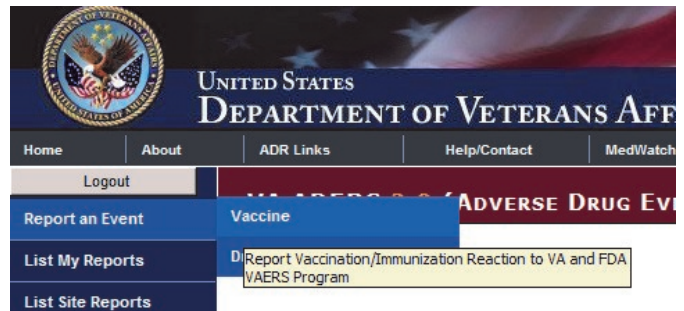 UNITED STATES
DEPARTMENT OF VETERANS AFF
Home About ADR Links Help/Contact MedWatch
Logout
(ADVERSE DRUG EV
Report an Event
Vaccine
List My Reports
Report Vaccination/Immunization Reaction to VA and FDA
VAERS Program
List Site Reports